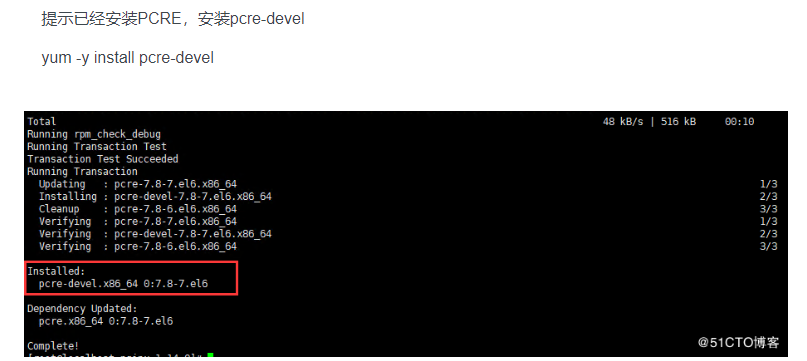 提示已经安装PCRE，安装pcre-devel
yum -y install pcre-devel
Total 48 kB/s | 516 kB 00:10
Running rpm_check_debug
Running Transaction Test
Transaction Test Succeeded
Running Transaction
Updating : pcre-7.8-7.el6.x86_64 1/3
Installing : pcre-devel-7.8-7.el6.x86_64 2/3
Cleanup : pcre-7.8-6.el6.x86_64 3/3
Verifying : pcre-7.8-7.el6.x86_64 1/3
Verifying : pcre-devel-7.8-7.el6.x86_64 2/3
Verifying : pcre-7.8-6.el6.x86_64 3/3
Installed:
pcre-devel.x86_64 0:7.8-7.el6
Dependency Updated:
pcre.x86_64 0:7.8-7.el6
Complete!
@51CTO博客